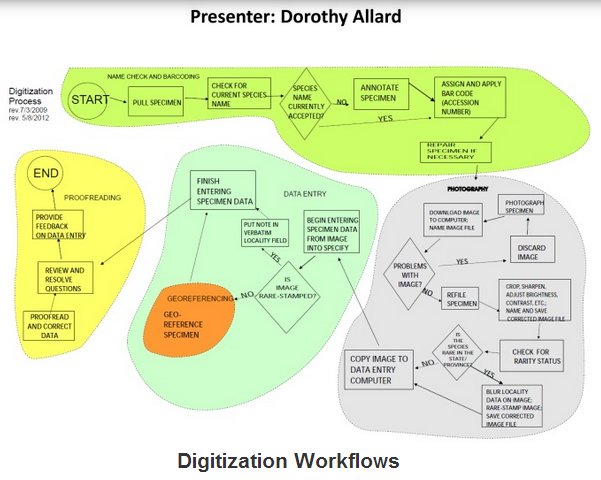 Presenter: Dorothy Allard
Digitization
Process
rev.7/3/2009
rev. 5/8/2012
NAME CHECK AND BARCODING
START
PULL SPECIMEN
CHECK FOR
CURRENT SPECIES
NAME
SPECIES
NAME
CURRENTLY
ACCEPTED?
NO
YES
ANNOTATE
SPECIMEN
ASSIGN AND APPLY
BAR CODE
(ACCESSION
NUMBER)
REPAIR
SPECIMEN IF
NECESSARY
PHOTOGRAPHY
PHOTOGRAPH
SPECIMEN
DOWNLOAD IMAGE
TO COMPUTER:
NAME IMAGE FILE
PROBLEMS
WITH
IMAGE?
YES
DISCARD
IMAGE
NO
REFILE
SPECIMEN
CROP, SHARPEN,
ADJUST BRIGHTNESS,
CONTRAST, ETC.;
NAME AND SAVE
CORRECTED IMAGE FILE
CHECK FOR
RARITY STATUS
IS
THE
SPECIES
RARE IN THE
STATE/
PROVINCE?
NO
YES
BLUR LOCALITY
DATA ON IMAGE;
RARE-STAMP IMAGE;
SAVE CORRECTED
IMAGE FILE
COPY IMAGE TO
DATA ENTRY
COMPUTER
DATA ENTRY
BEGIN ENTERING
SPECIMEN DATA
FROM IMAGE
INTO SPECIFY
IS
IMAGE
RARE-STAMPED?
YES
PUT NOTE IN
VERBATIM
LOCALITY FIELD
NO
GEOREFERENCING
GEO-
REFERENCE
SPECIMEN
FINISH
ENTERING
SPECIMEN DATA
PROOFREADING
PROOFREAD
AND CORRECT
DATA
REVIEW AND
RESOLVE
QUESTIONS
PROVIDE
FEEDBACK
ON DATA ENTRY
END
Digitization Workflows